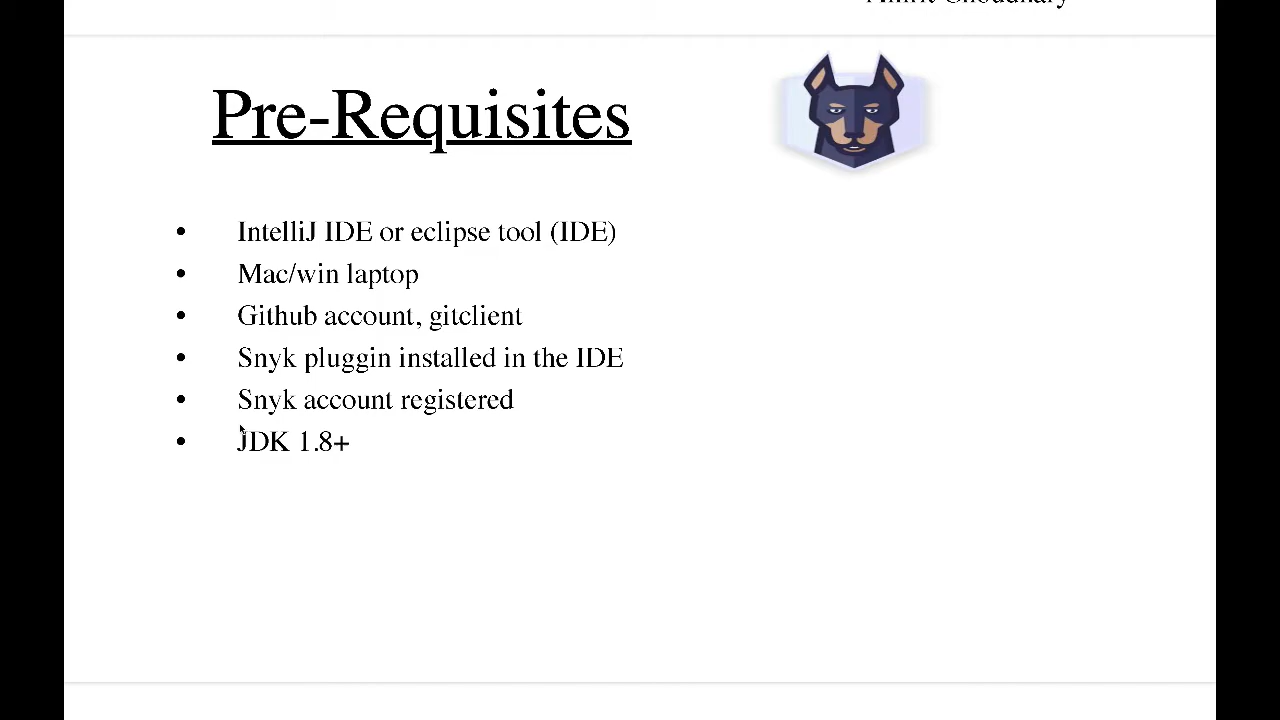 Choudhary
Pre-Requisites
• IntelliJ IDE or eclipse tool (IDE)
• Mac/win laptop
• Github account, gitclient
• Snyk pluggin installed in the IDE
• Snyk account registered
• JDK 1.8+